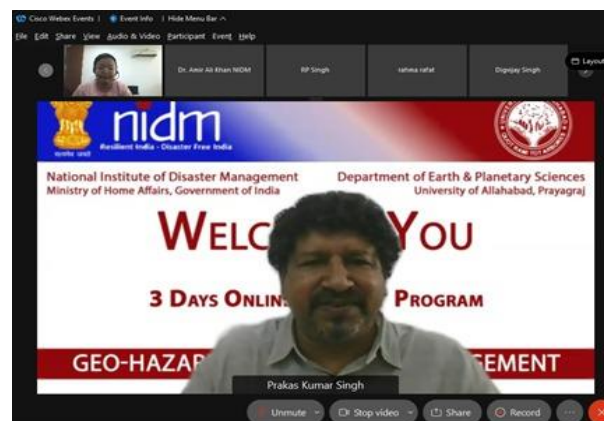 Cisco Webex Events | Event Info | Hide Menu Bar ^
File Edit Share View Audio & Video Participant Event Help
Dr. Amir Ali Khan NIDM
RP Singh
rahma rafat
Digvijay Singh
Layout
nidm
Resilient India - Disaster Free India
National Institute of Disaster Management
Ministry of Home Affairs, Government of India
Department of Earth & Planetary Sciences
University of Allahabad, Prayagraj
WELC YOU
3 DAYS ONLIN PROGRAM
GEO-HAZAR GEMENT
Prakas Kumar Singh
Unmute
Stop video
Share
Record